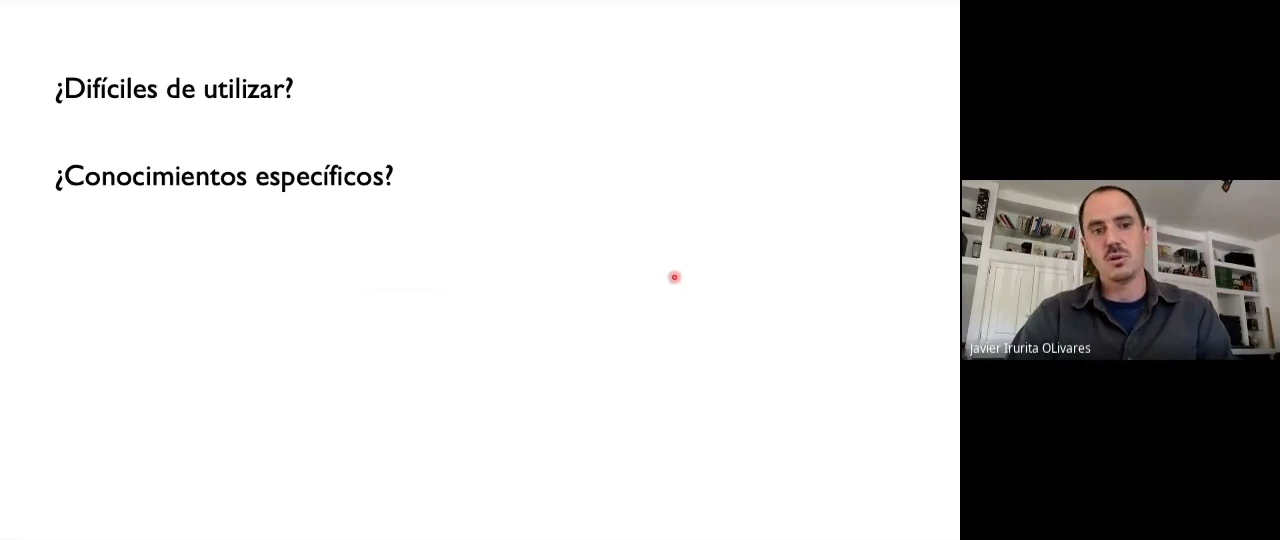 ¿Difíciles de utilizar?
¿Conocimientos específicos?
Javier Irurita OLivares